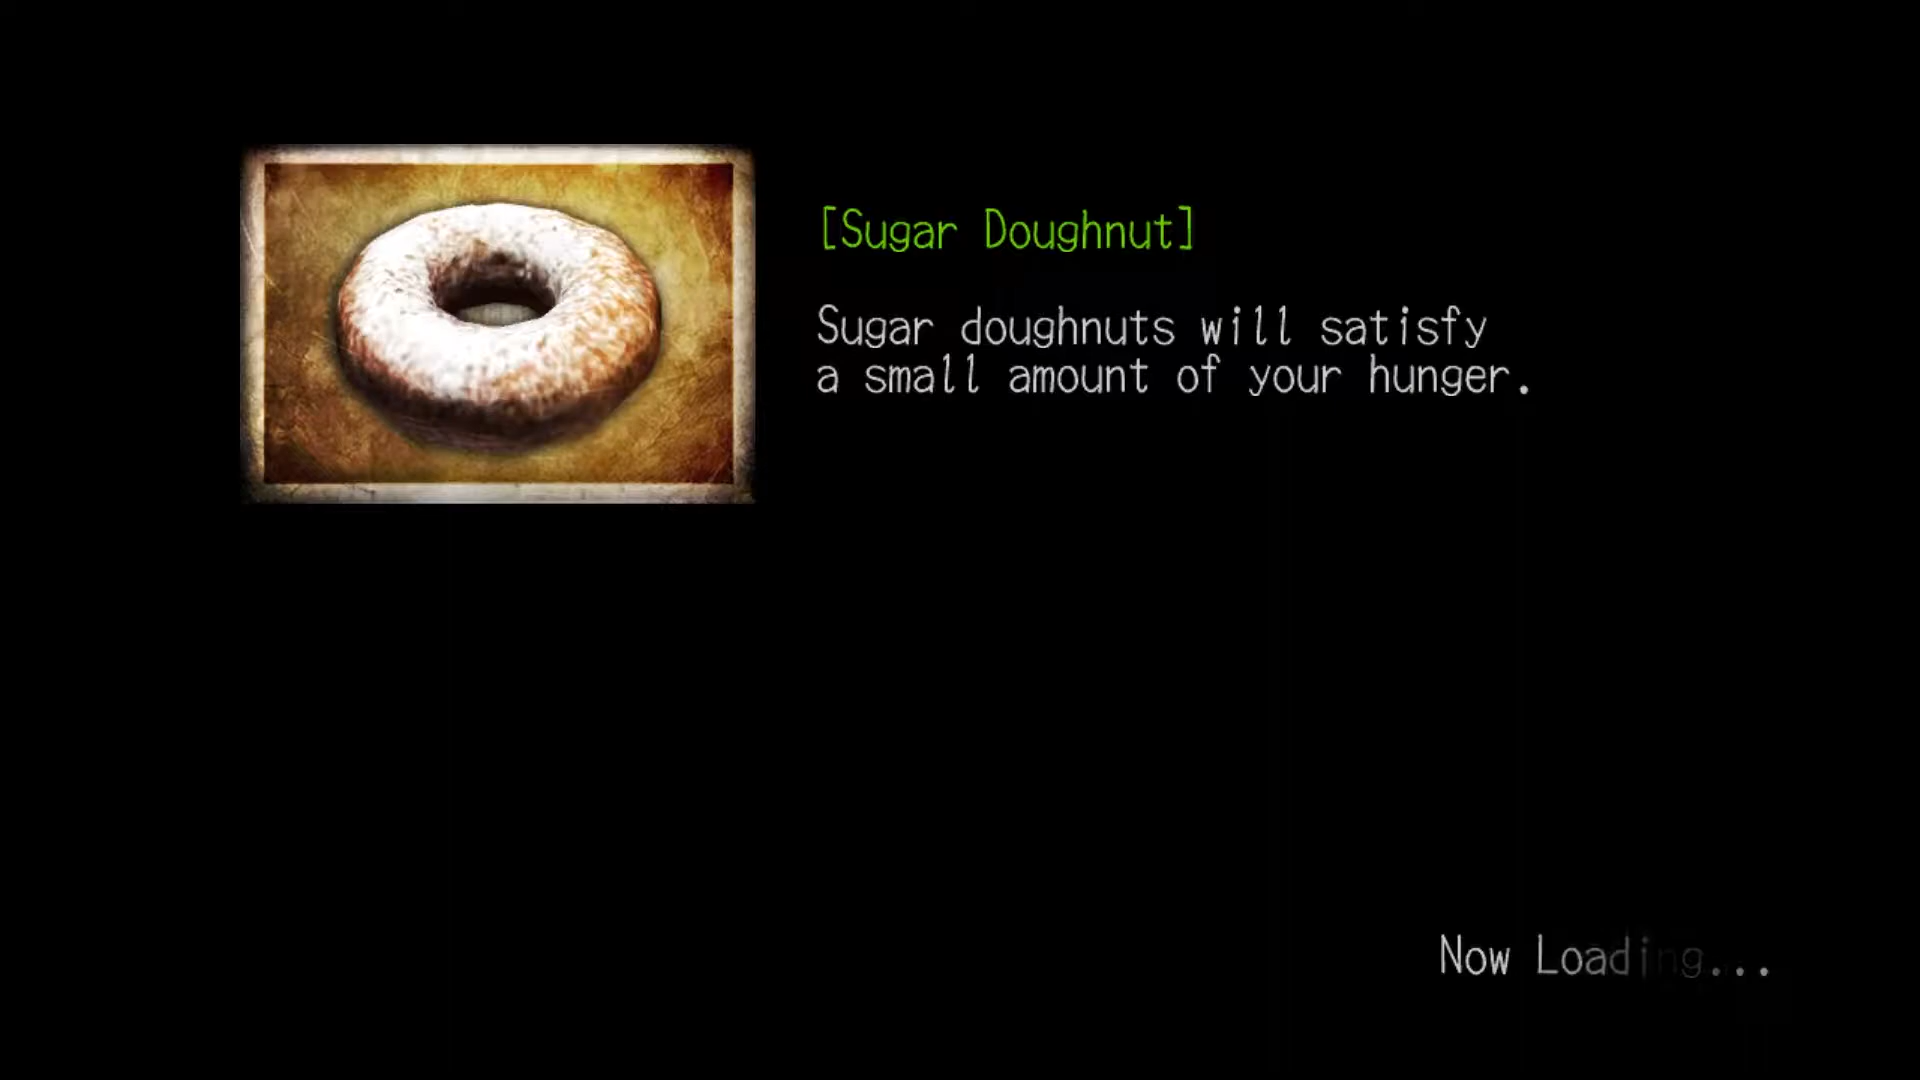 [Sugar Doughnut]
Sugar doughnuts will satisfy
a small amount of your hunger.
Now Loading...